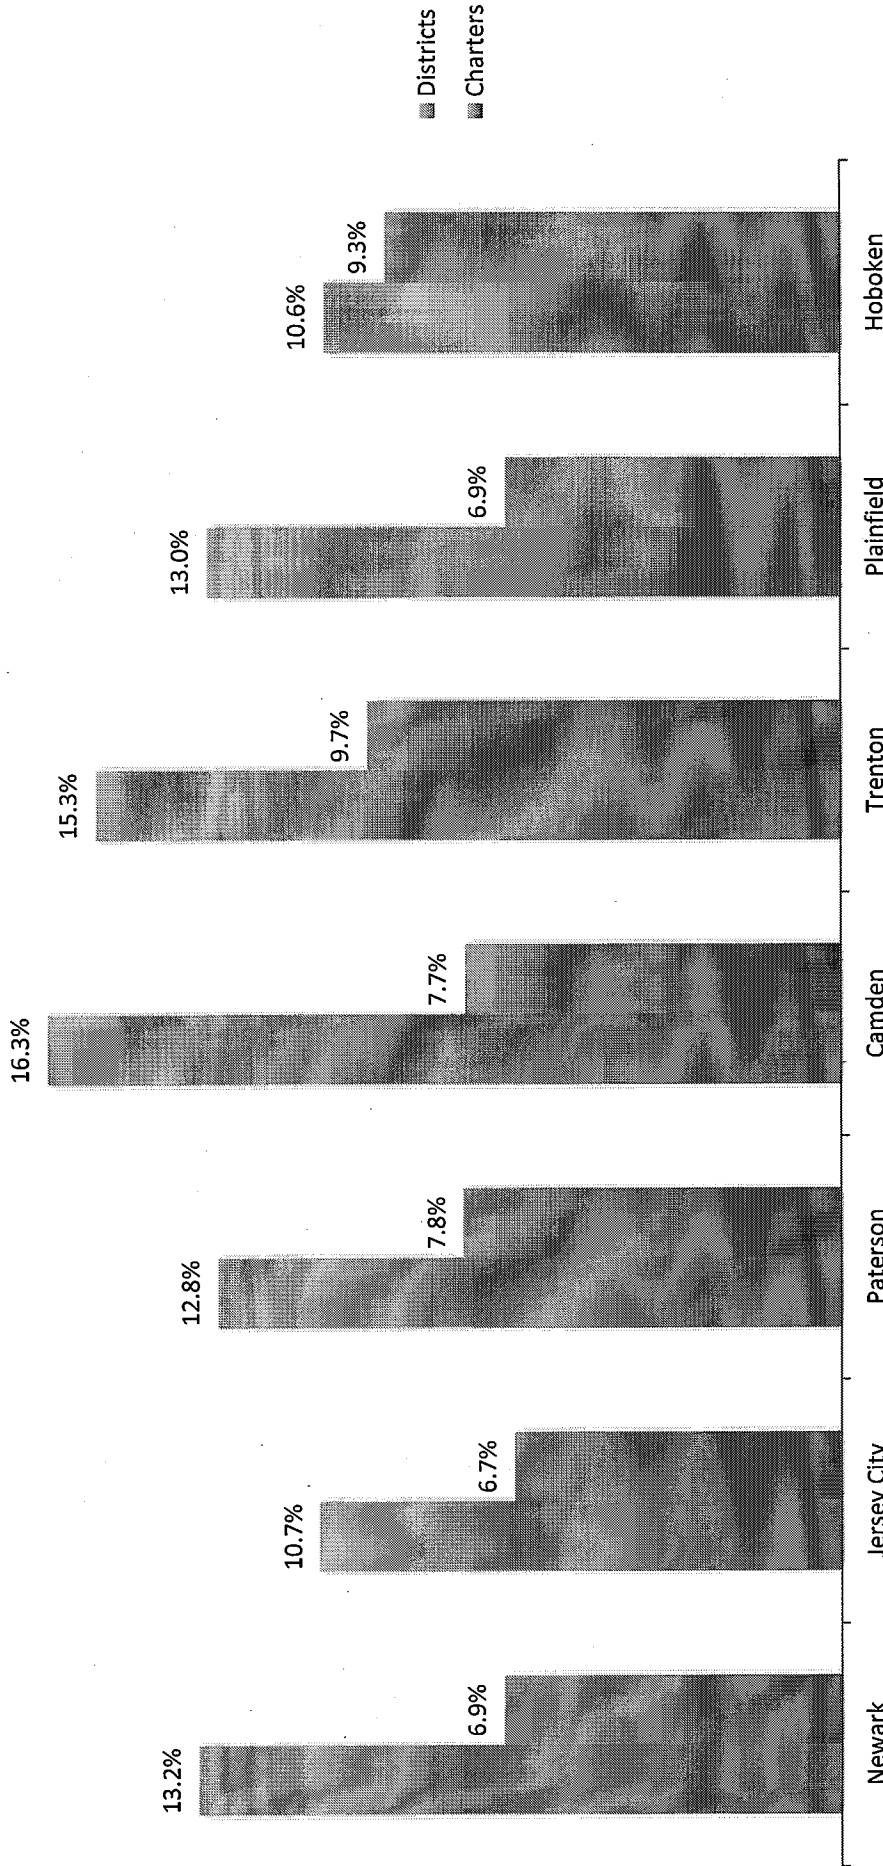 13.2%
6.9%
10.7%
6.7%
12.8%
7.8%
16.3%
7.7%
15.3%
9.7%
13.0%
6.9%
10.6%
9.3%
Districts
Charters
Newark
Jersey City
Paterson
Camden
Trenton
Plainfield
Hoboken